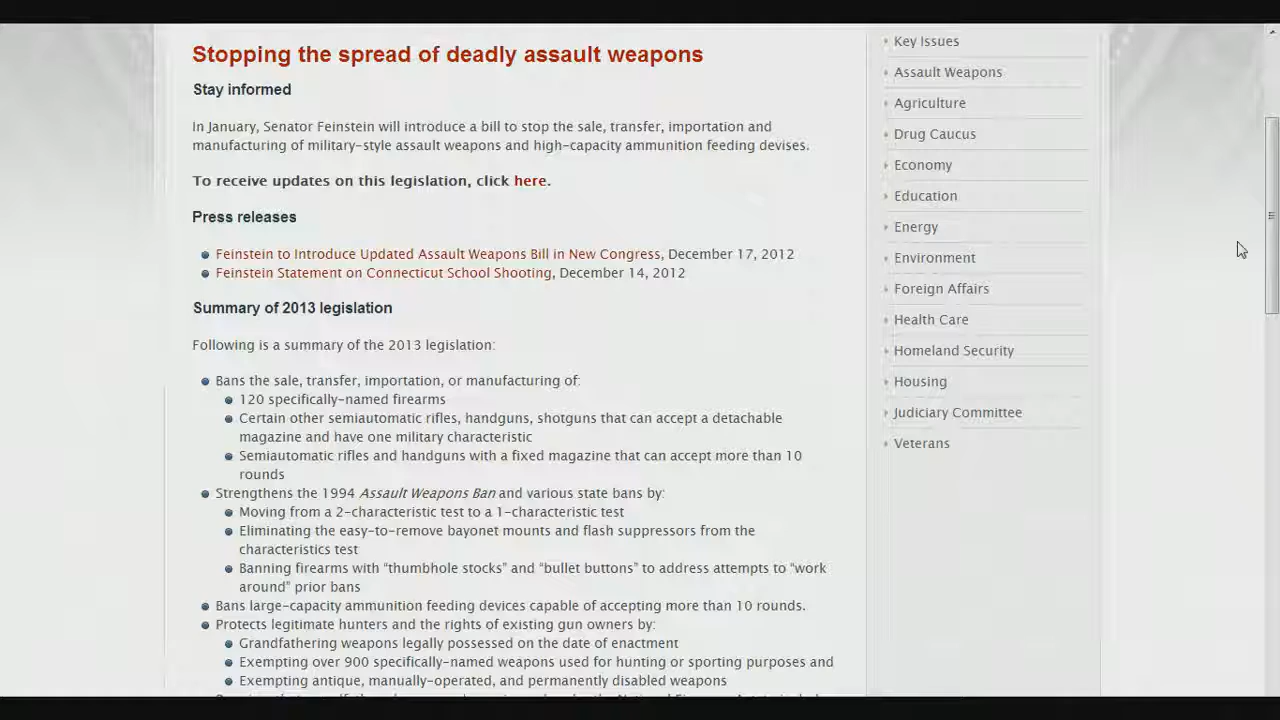 Stopping the spread of deadly assault weapons
Stay informed
In January, Senator Feinstein will introduce a bill to stop the sale, transfer, importation and
manufacturing of military-style assault weapons and high-capacity ammunition feeding devises.
To receive updates on this legislation, click here.
Press releases
Feinstein to Introduce Updated Assault Weapons Bill in New Congress, December 17, 2012
Feinstein Statement on Connecticut School Shooting, December 14, 2012
Summary of 2013 legislation
Following is a summary of the 2013 legislation:
Bans the sale, transfer, importation, or manufacturing of:
120 specifically-named firearms
Certain other semiautomatic rifles, handguns, shotguns that can accept a detachable
magazine and have one military characteristic
Semiautomatic rifles and handguns with a fixed magazine that can accept more than 10
rounds
Strengthens the 1994 Assault Weapons Ban and various state bans by:
Moving from a 2-characteristic test to a 1-characteristic test
Eliminating the easy-to-remove bayonet mounts and flash suppressors from the
characteristics test
Banning firearms with “thumbhole stocks” and “bullet buttons” to address attempts to “work
around” prior bans
Bans large-capacity ammunition feeding devices capable of accepting more than 10 rounds.
Protects legitimate hunters and the rights of existing gun owners by:
Grandfathering weapons legally possessed on the date of enactment
Exempting over 900 specifically-named weapons used for hunting or sporting purposes and
Exempting antique, manually-operated, and permanently disabled weapons
Key Issues
Assault Weapons
Agriculture
Drug Caucus
Economy
Education
Energy
Environment
Foreign Affairs
Health Care
Homeland Security
Housing
Judiciary Committee
Veterans